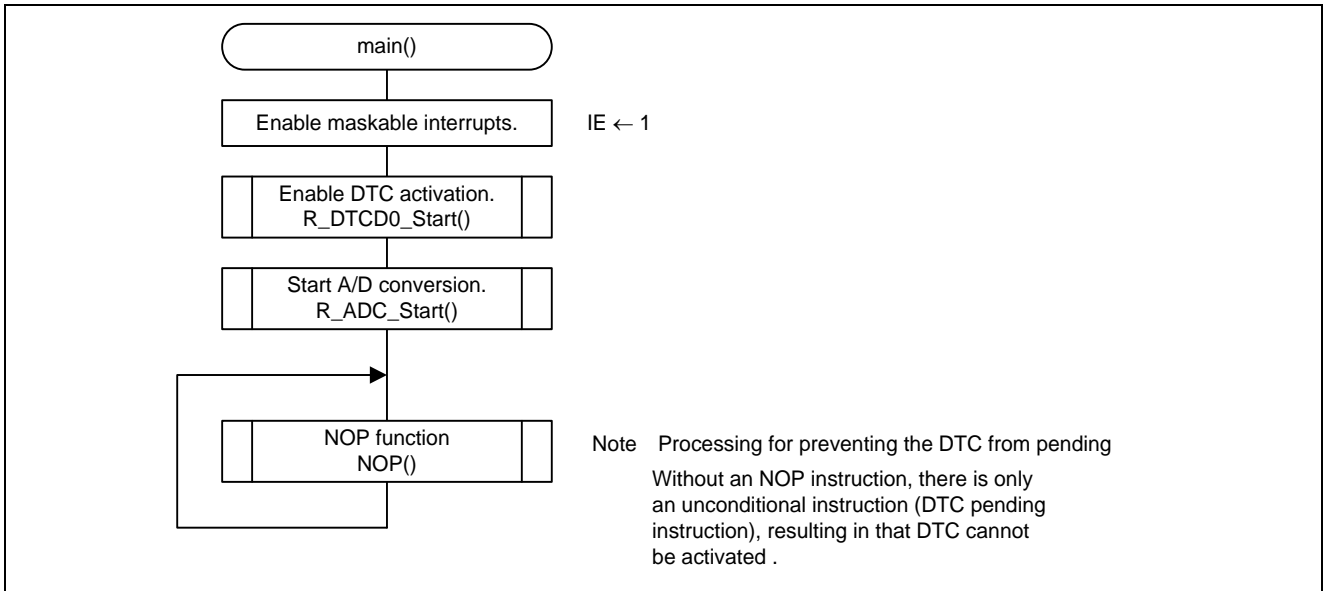 main()
Enable maskable interrupts.
IE ← 1
Enable DTC activation.
R_DTCD0_Start()
Start A/D conversion.
R_ADC_Start()
NOP function
NOP()
Note Processing for preventing the DTC from pending
Without an NOP instruction, there is only
an unconditional instruction (DTC pending
instruction), resulting in that DTC cannot
be activated .